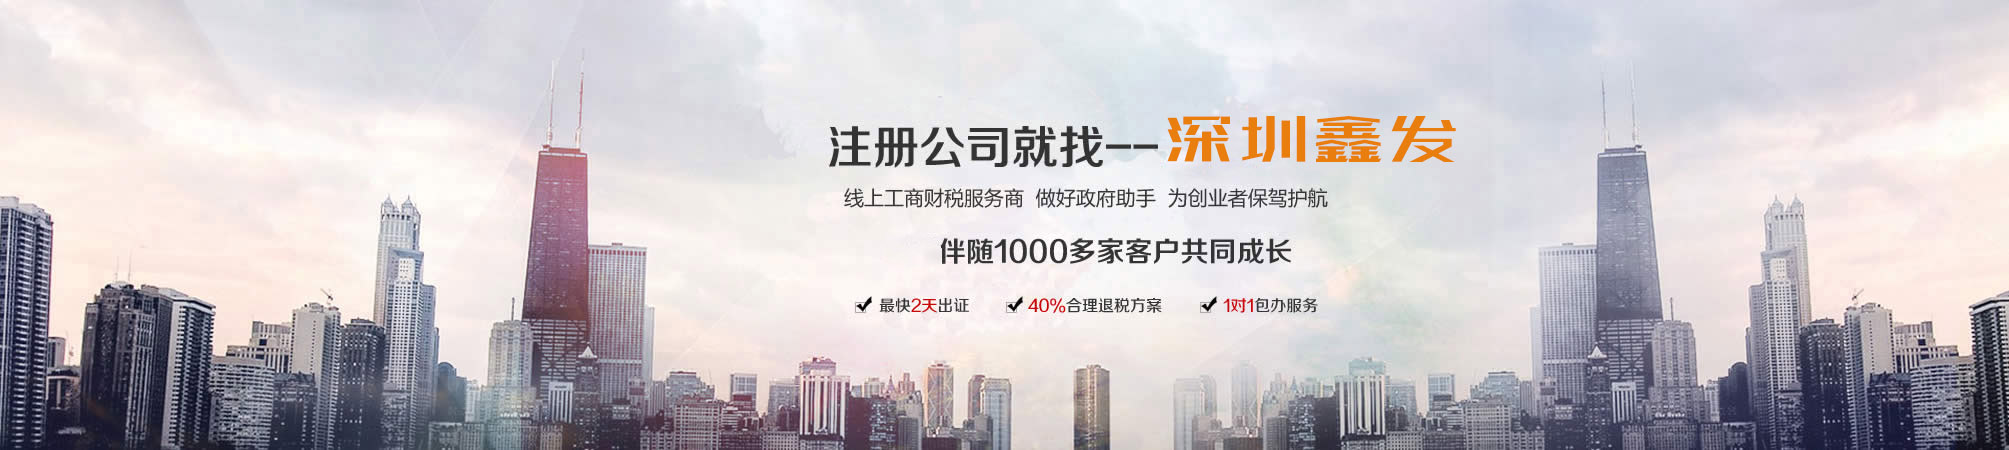 注册公司就找--深圳鑫发
线上工商财税服务商 做好政府助手 为创业者保驾护航
伴随1000多家客户共同成长
最快2天出证 40%合理退税方案 1对1包办服务